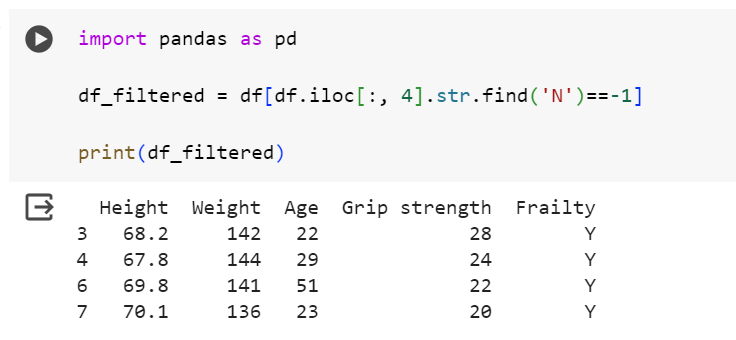 import pandas as pd
df_filtered = df[df.iloc[:, 4].str.find('N')==-1]
print(df_filtered)
Height Weight Age Grip strength Frailty
3 68.2 142 22 28 Y
4 67.8 144 29 24 Y
6 69.8 141 51 22 Y
7 70.1 136 23 20 Y